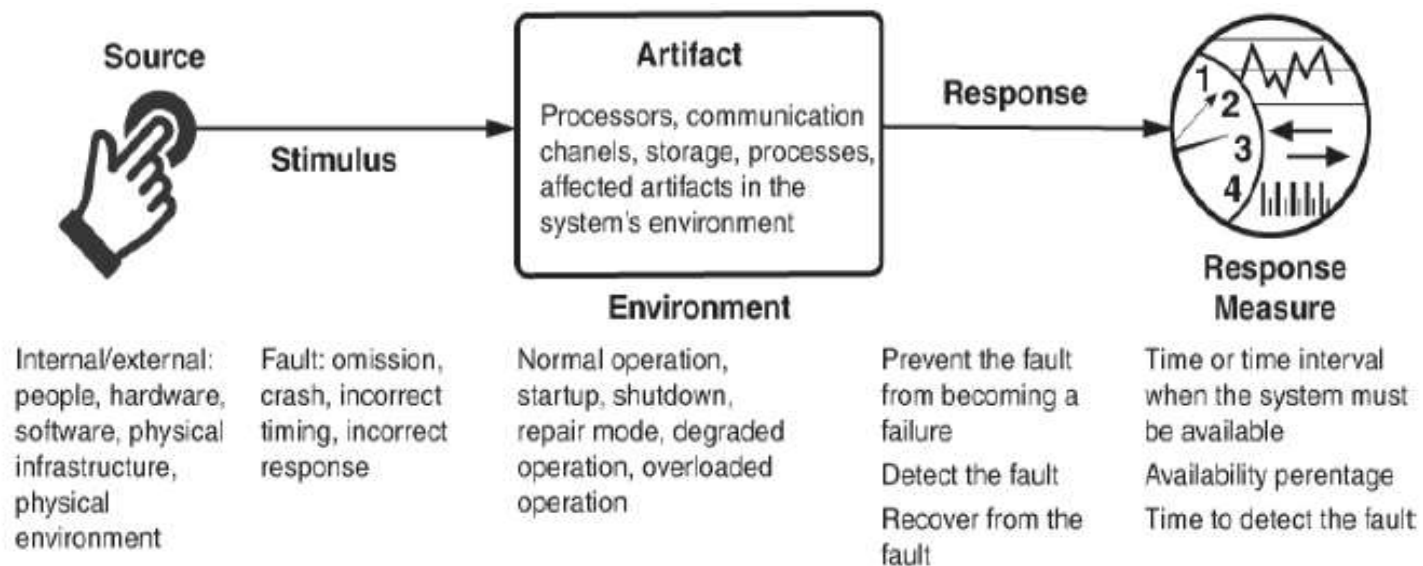 Source
Stimulus
Artifact
Processors, communication
chanels, storage, processes,
affected artifacts in the
system's environment
Environment
Response
1
2
3
4
Response
Measure
Internal/external:
people, hardware,
software, physical
infrastructure,
physical
environment
Fault: omission,
crash, incorrect
timing, incorrect
response
Normal operation,
startup, shutdown,
repair mode, degraded
operation, overloaded
operation
Prevent the fault
from becoming a
failure
Detect the fault
Recover from the
fault
Time or time interval
when the system must
be available
Availability perentage
Time to detect the fault